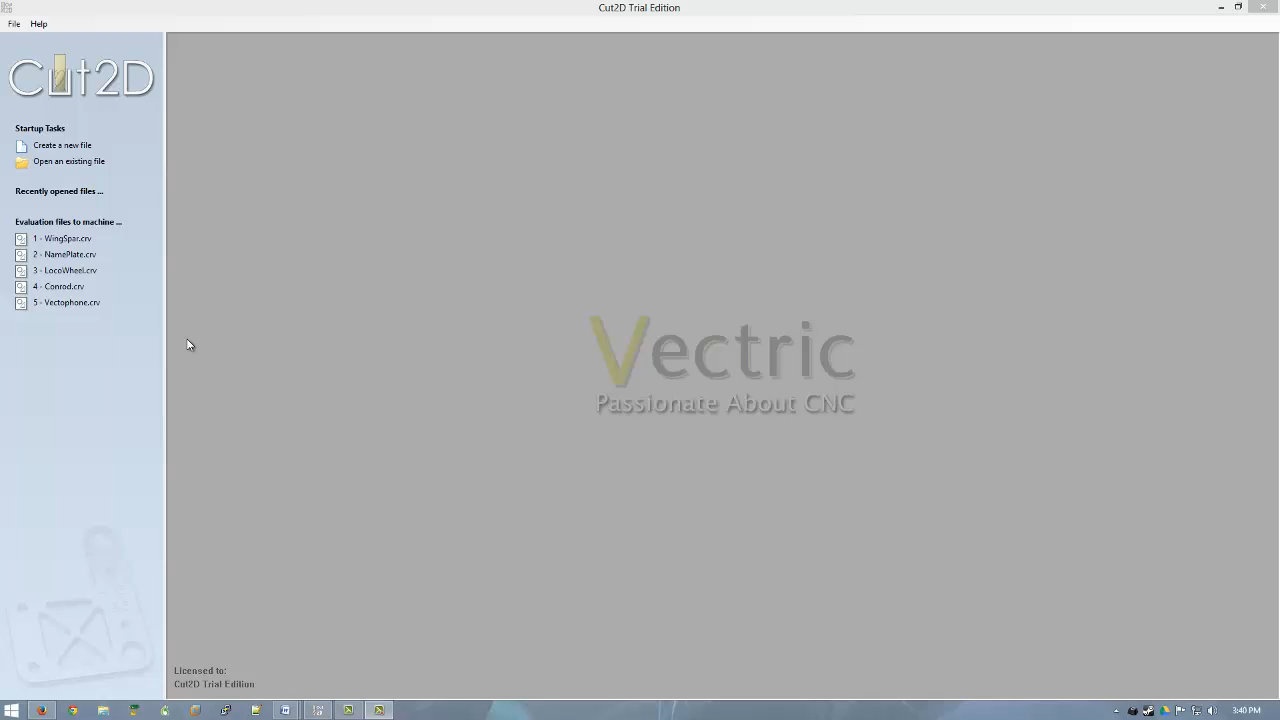 Cut2D Trial Edition
File Help
Cut2D
Startup Tasks
Create a new file
Open an existing file
Recently opened files ...
Evaluation files to machine ...
1 - WingSpar.crv
2 - NamePlate.crv
3 - LocoWheel.crv
4 - Conrod.crv
5 - Vectophone.crv
Vectric
Passionate About CNC
Licensed to:
Cut2D Trial Edition
3:40 PM